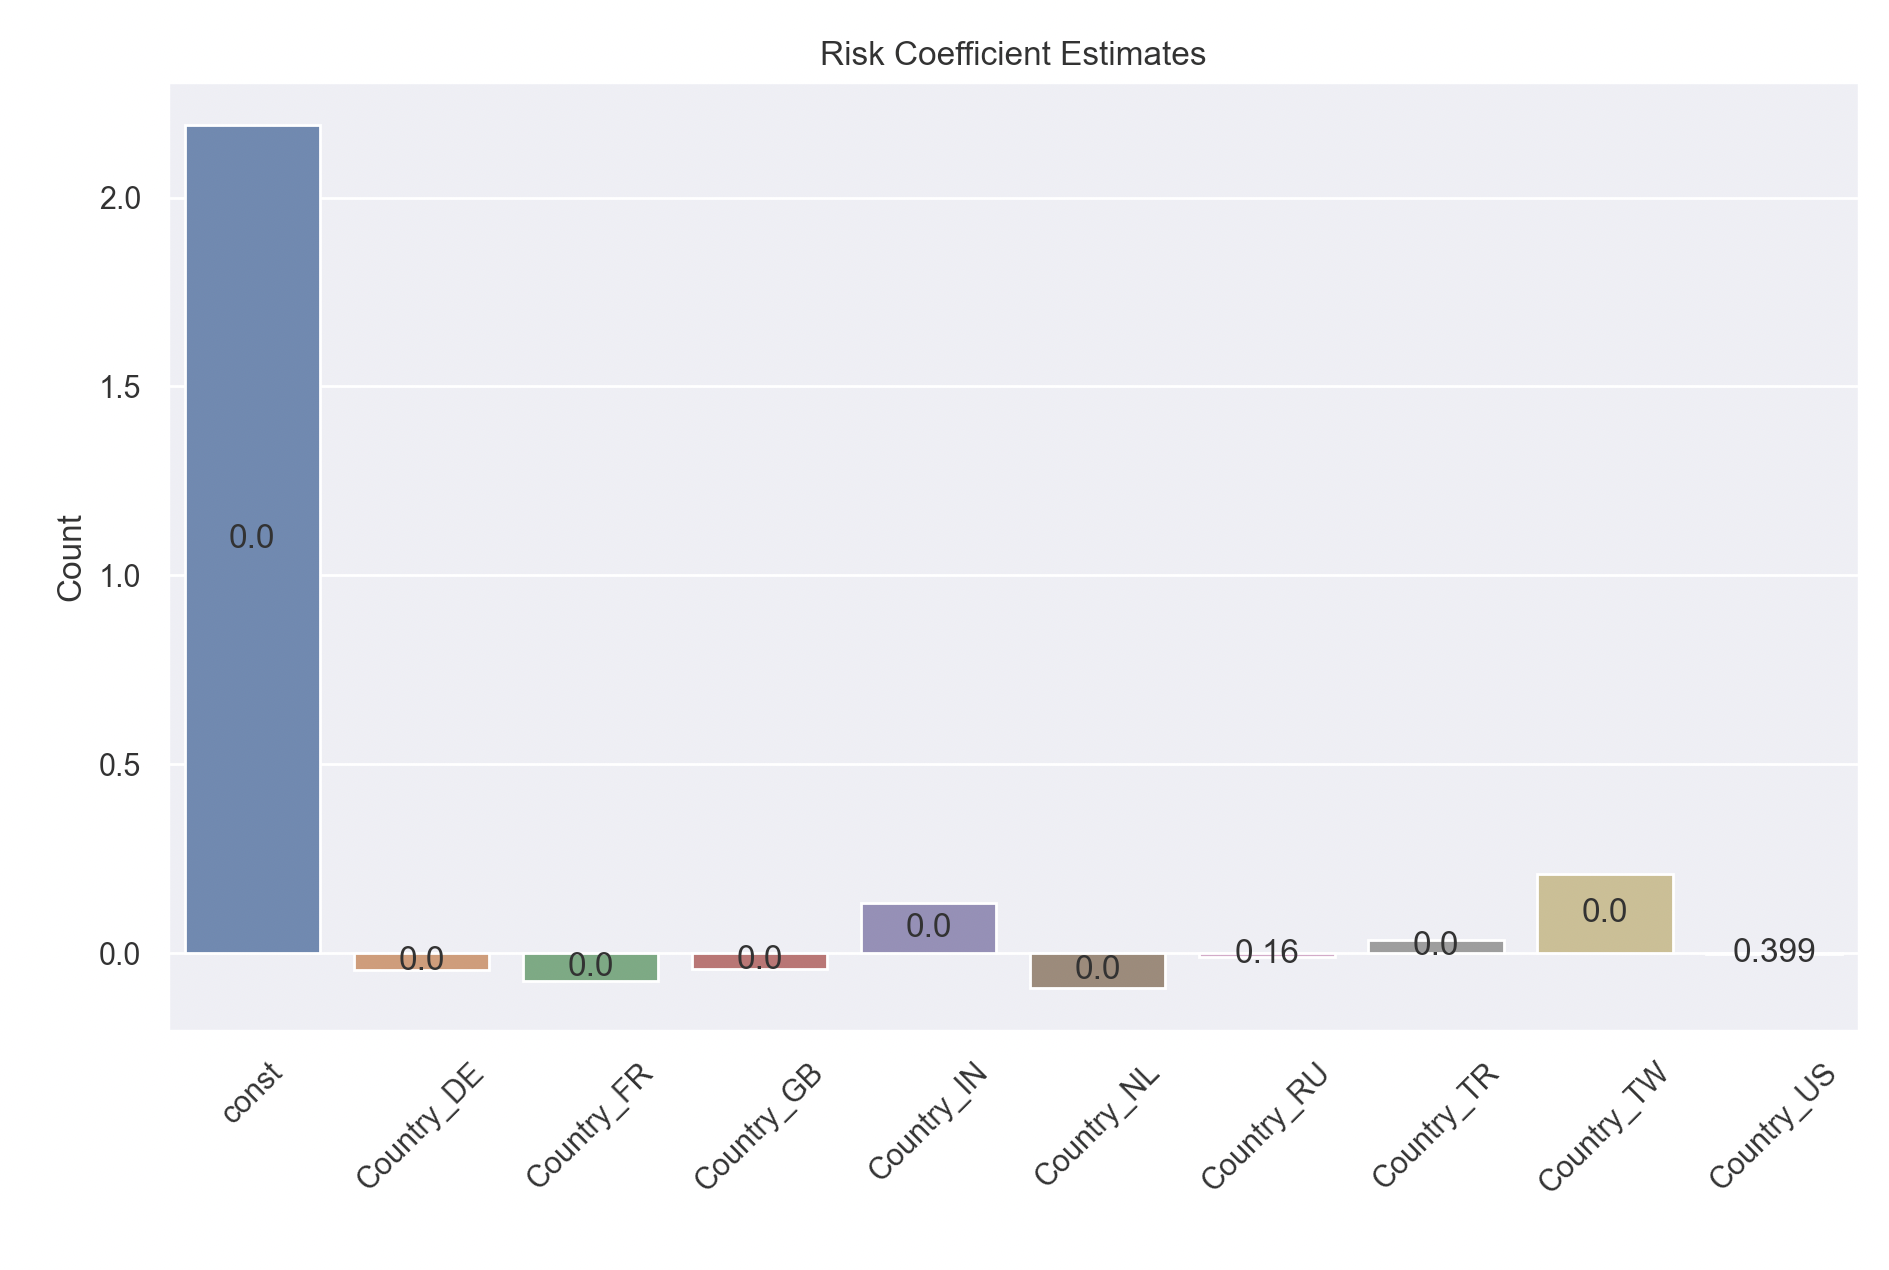 Risk Coefficient Estimates
Count
2.0
1.5
1.0
0.5
0.0
0.0
0.0
0.0
0.0
0.0
0.0
0.16
0.0
0.0
0.399
const
Country_DE
Country_FR
Country_GB
Country_IN
Country_NL
Country_RU
Country_TR
Country_TW
Country_US